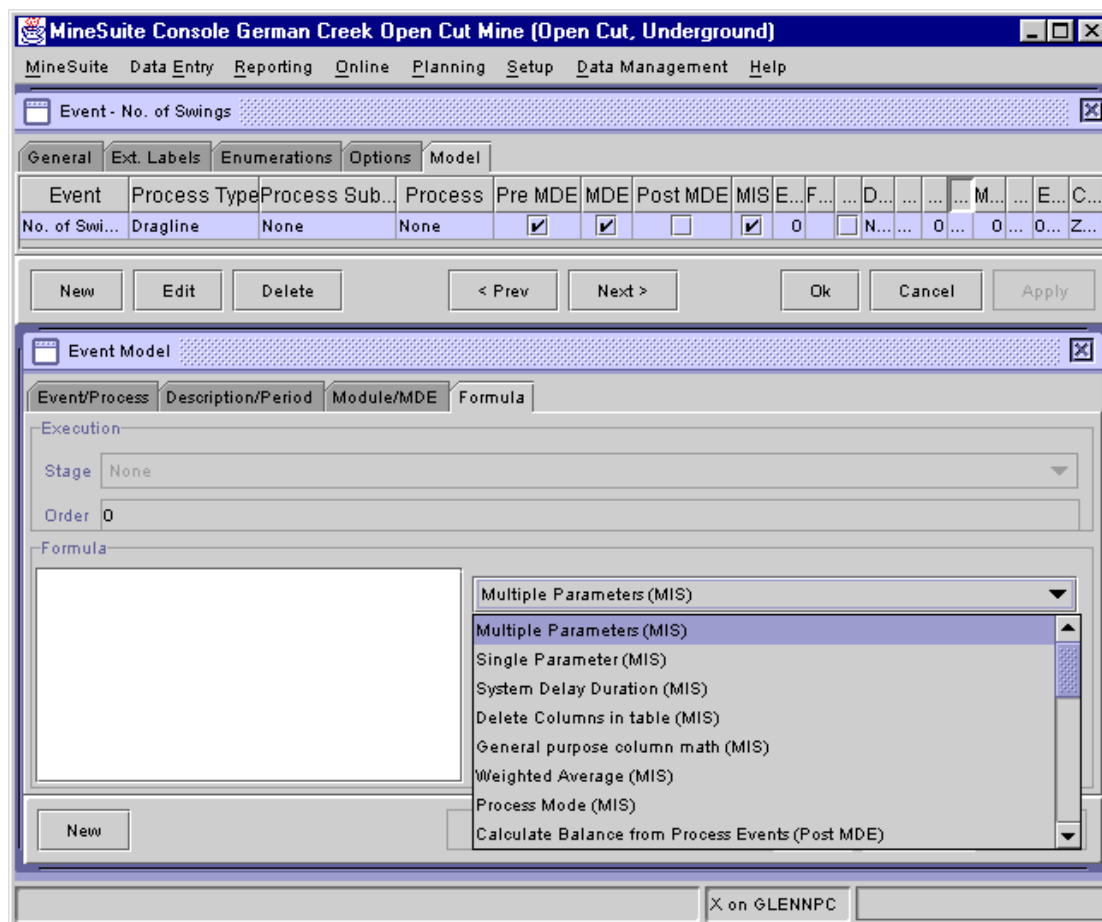 MineSuite Console German Creek Open Cut Mine (Open Cut, Underground)
MineSuite Data Entry Reporting Online Planning Setup Data Management Help
Event - No. of Swings
General Ext. Labels Enumerations Options Model
Event Process Type Process Sub... Process Pre MDE MDE Post MDE MIS E... F... ... D... ... ... ... M... ... E... C...
No. of Swi... Dragline None None 0 N... ... 0 ... 0 ... 0... Z...
New Edit Delete < Prev Next > Ok Cancel Apply
Event Model
Event/Process Description/Period Module/MDE Formula
Execution
Stage None
Order 0
Formula
Multiple Parameters (MIS)
Multiple Parameters (MIS)
Single Parameter (MIS)
System Delay Duration (MIS)
Delete Columns in table (MIS)
General purpose column math (MIS)
Weighted Average (MIS)
Process Mode (MIS)
Calculate Balance from Process Events (Post MDE)
New
X on GLENNPC